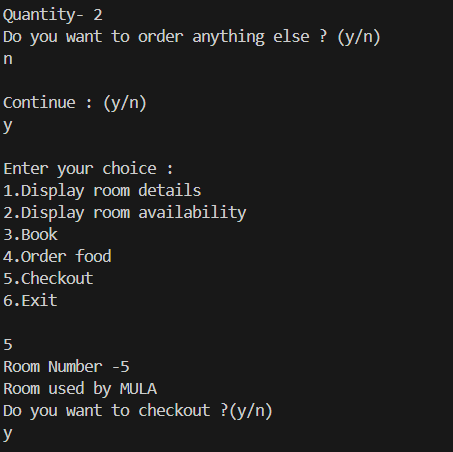 Quantity- 2
Do you want to order anything else ? (y/n)
n
Continue : (y/n)
y
Enter your choice :
1.Display room details
2.Display room availability
3.Book
4.Order food
5.Checkout
6.Exit
5
Room Number -5
Room used by MULA
Do you want to checkout ?(y/n)
y